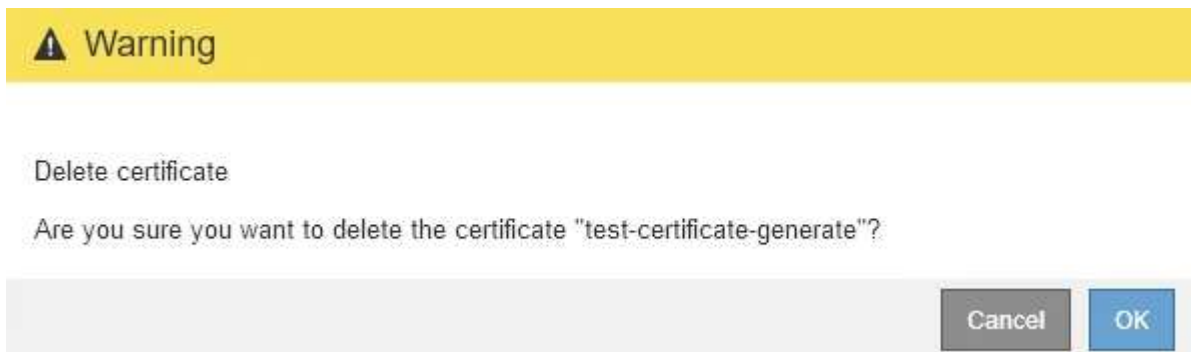 Warning
Delete certificate
Are you sure you want to delete the certificate "test-certificate-generate"?
Cancel OK